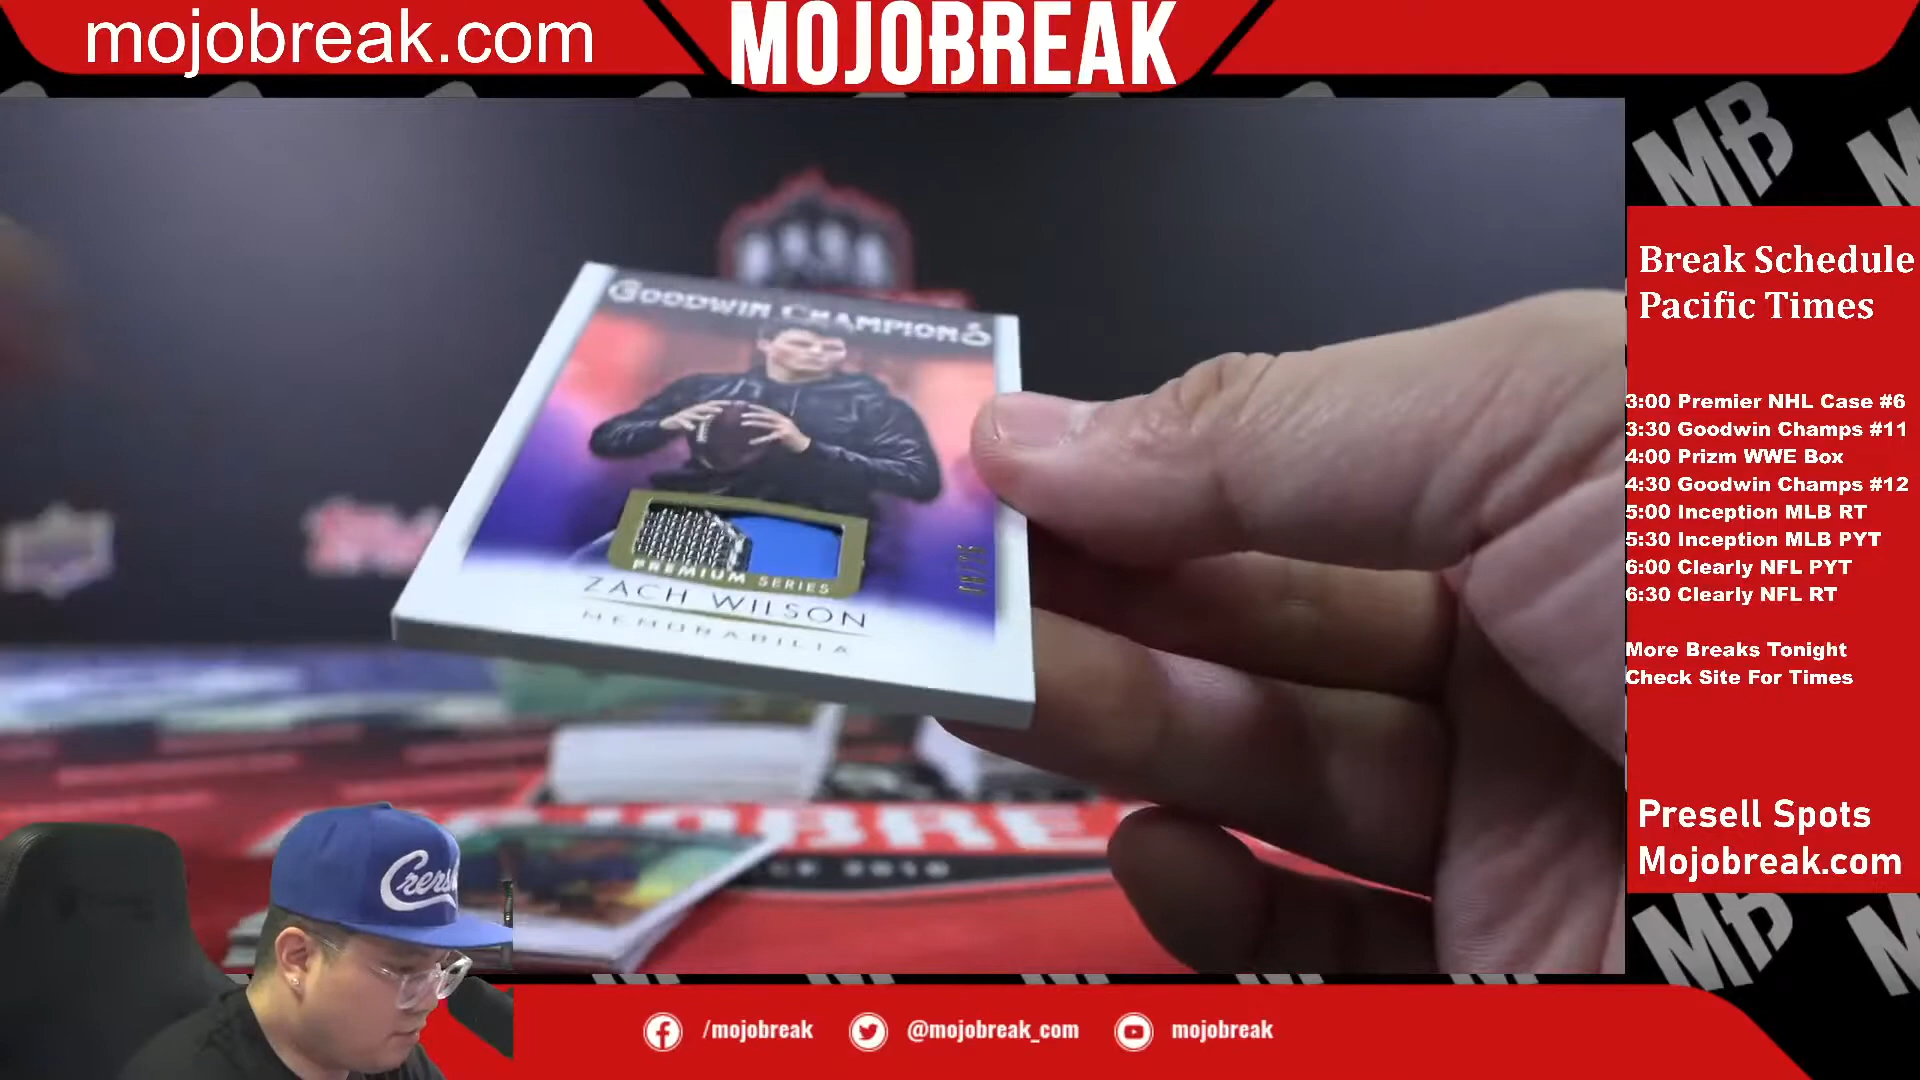 mojobreak.com
MOJOBREAK
MB
Break Schedule
Pacific Times
3:00 Premier NHL Case #6
3:30 Goodwin Champs #11
4:00 Prizm WWE Box
4:30 Goodwin Champs #12
5:00 Inception MLB RT
5:30 Inception MLB PYT
6:00 Clearly NFL PYT
6:30 Clearly NFL RT
More Breaks Tonight
Check Site For Times
Presell Spots
Mojobreak.com
MB
GOODWIN CHAMPIONS
PREMIUM SERIES
ZACH WILSON
MEMORABILIA
/mojobreak
@mojobreak_com
mojobreak